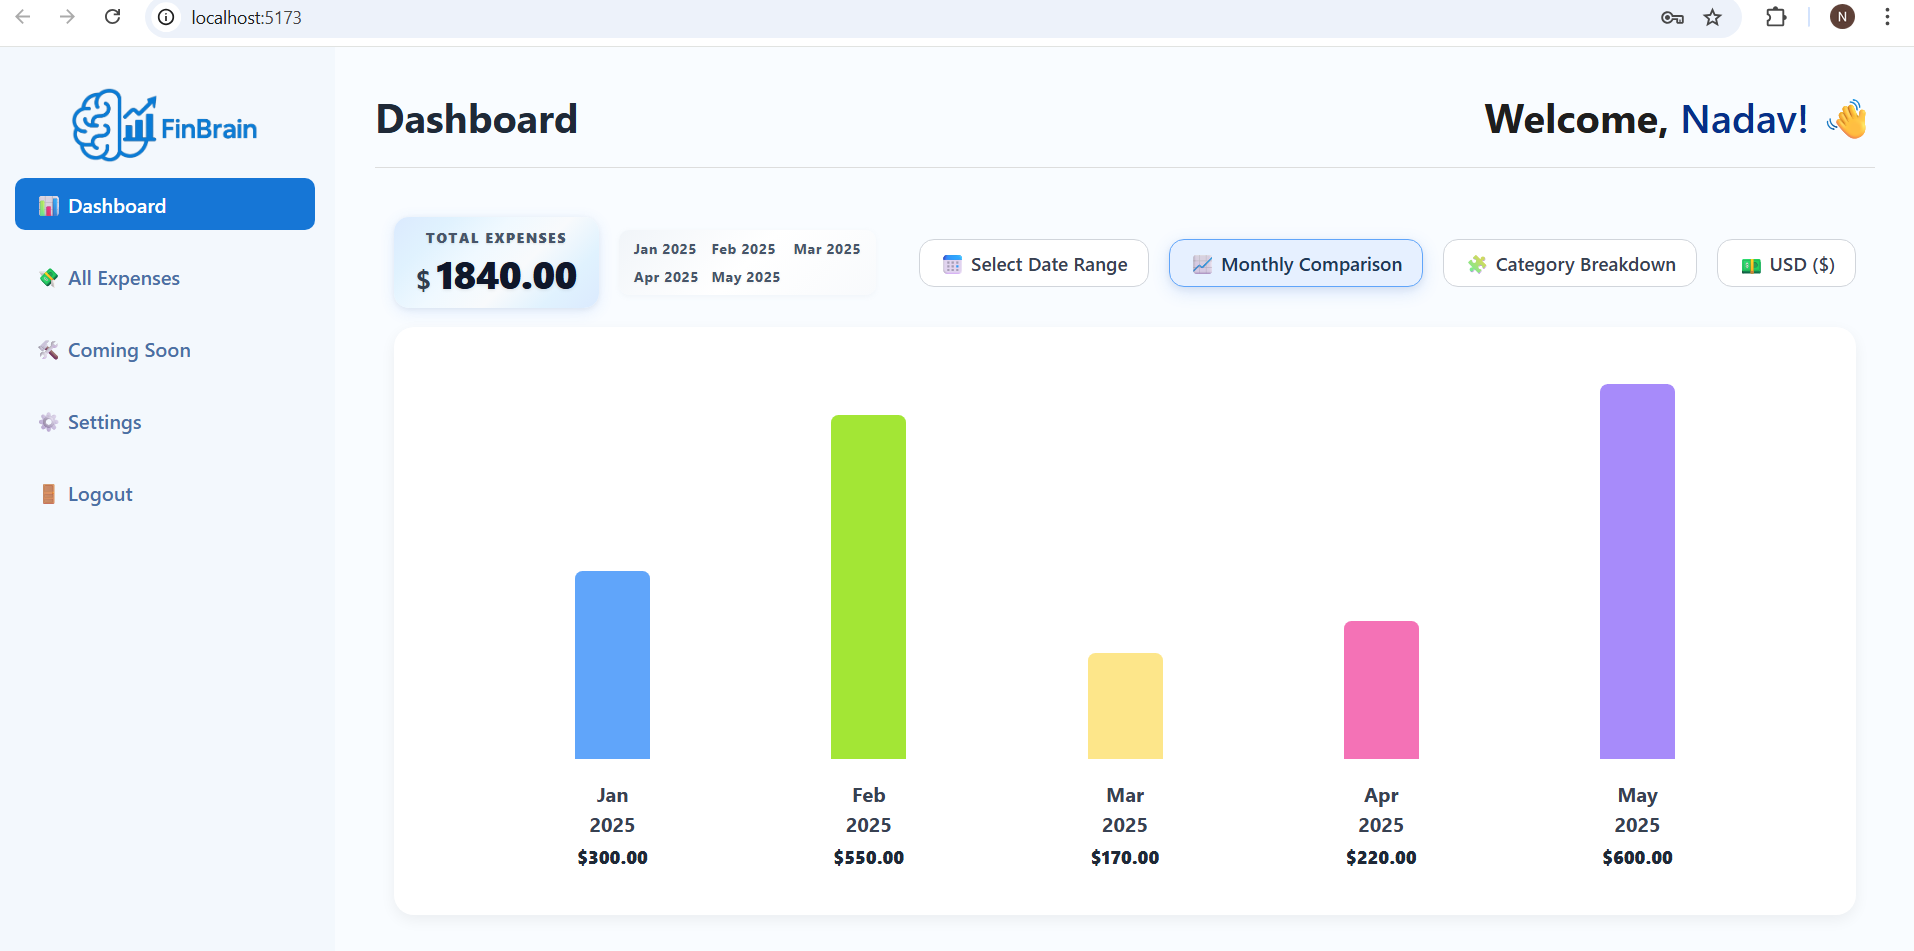 localhost:5173
N
FinBrain
Dashboard
All Expenses
Coming Soon
Settings
Logout
Dashboard
Welcome, Nadav! 👋
TOTAL EXPENSES
$1840.00
Jan 2025 Feb 2025 Mar 2025
Apr 2025 May 2025
Select Date Range
Monthly Comparison
Category Breakdown
USD ($)
Jan
2025
$300.00
Feb
2025
$550.00
Mar
2025
$170.00
Apr
2025
$220.00
May
2025
$600.00